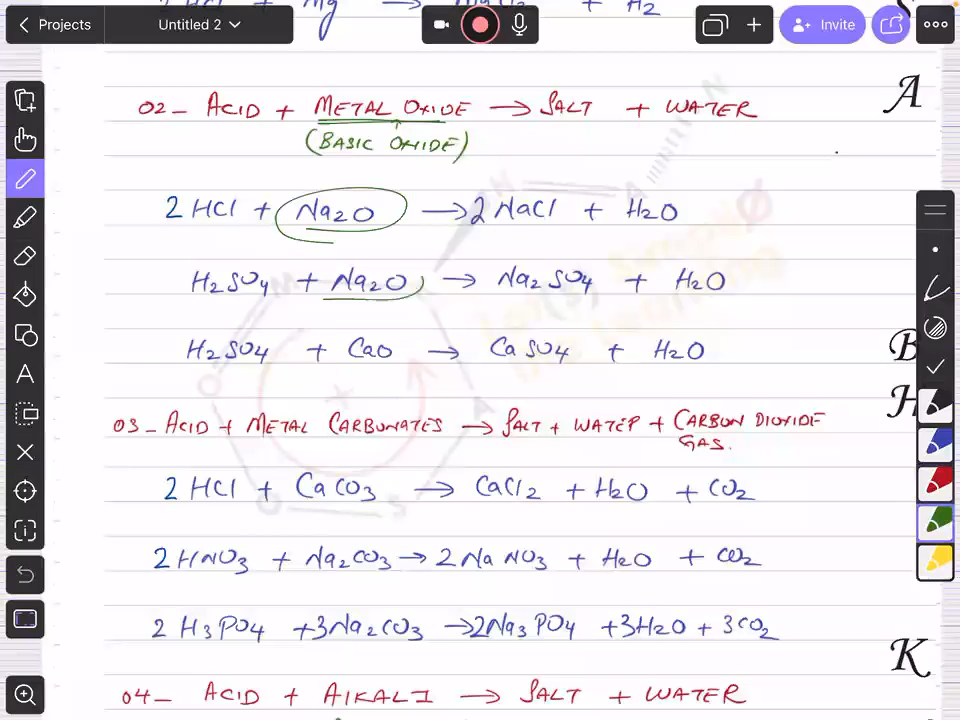 Projects
Untitled 2
Invite
02- ACID + METAL OXIDE → SALT + WATER
(BASIC OXIDE)
2 HCl + Na2O → 2 NaCl + H2O
H2SO4 + Na2O → Na2SO4 + H2O
H2SO4 + CaO → CaSO4 + H2O
03- ACID + METAL CARBONATES → SALT + WATER + CARBON DIOXIDE
GAS.
2 HCl + CaCO3 → CaCl2 + H2O + CO2
2 HNO3 + Na2CO3 → 2 NaNO3 + H2O + CO2
2 H3PO4 + 3Na2CO3 → 2Na3PO4 + 3H2O + 3CO2
04- ACID + ALKALI → SALT + WATER
A
B
H
K